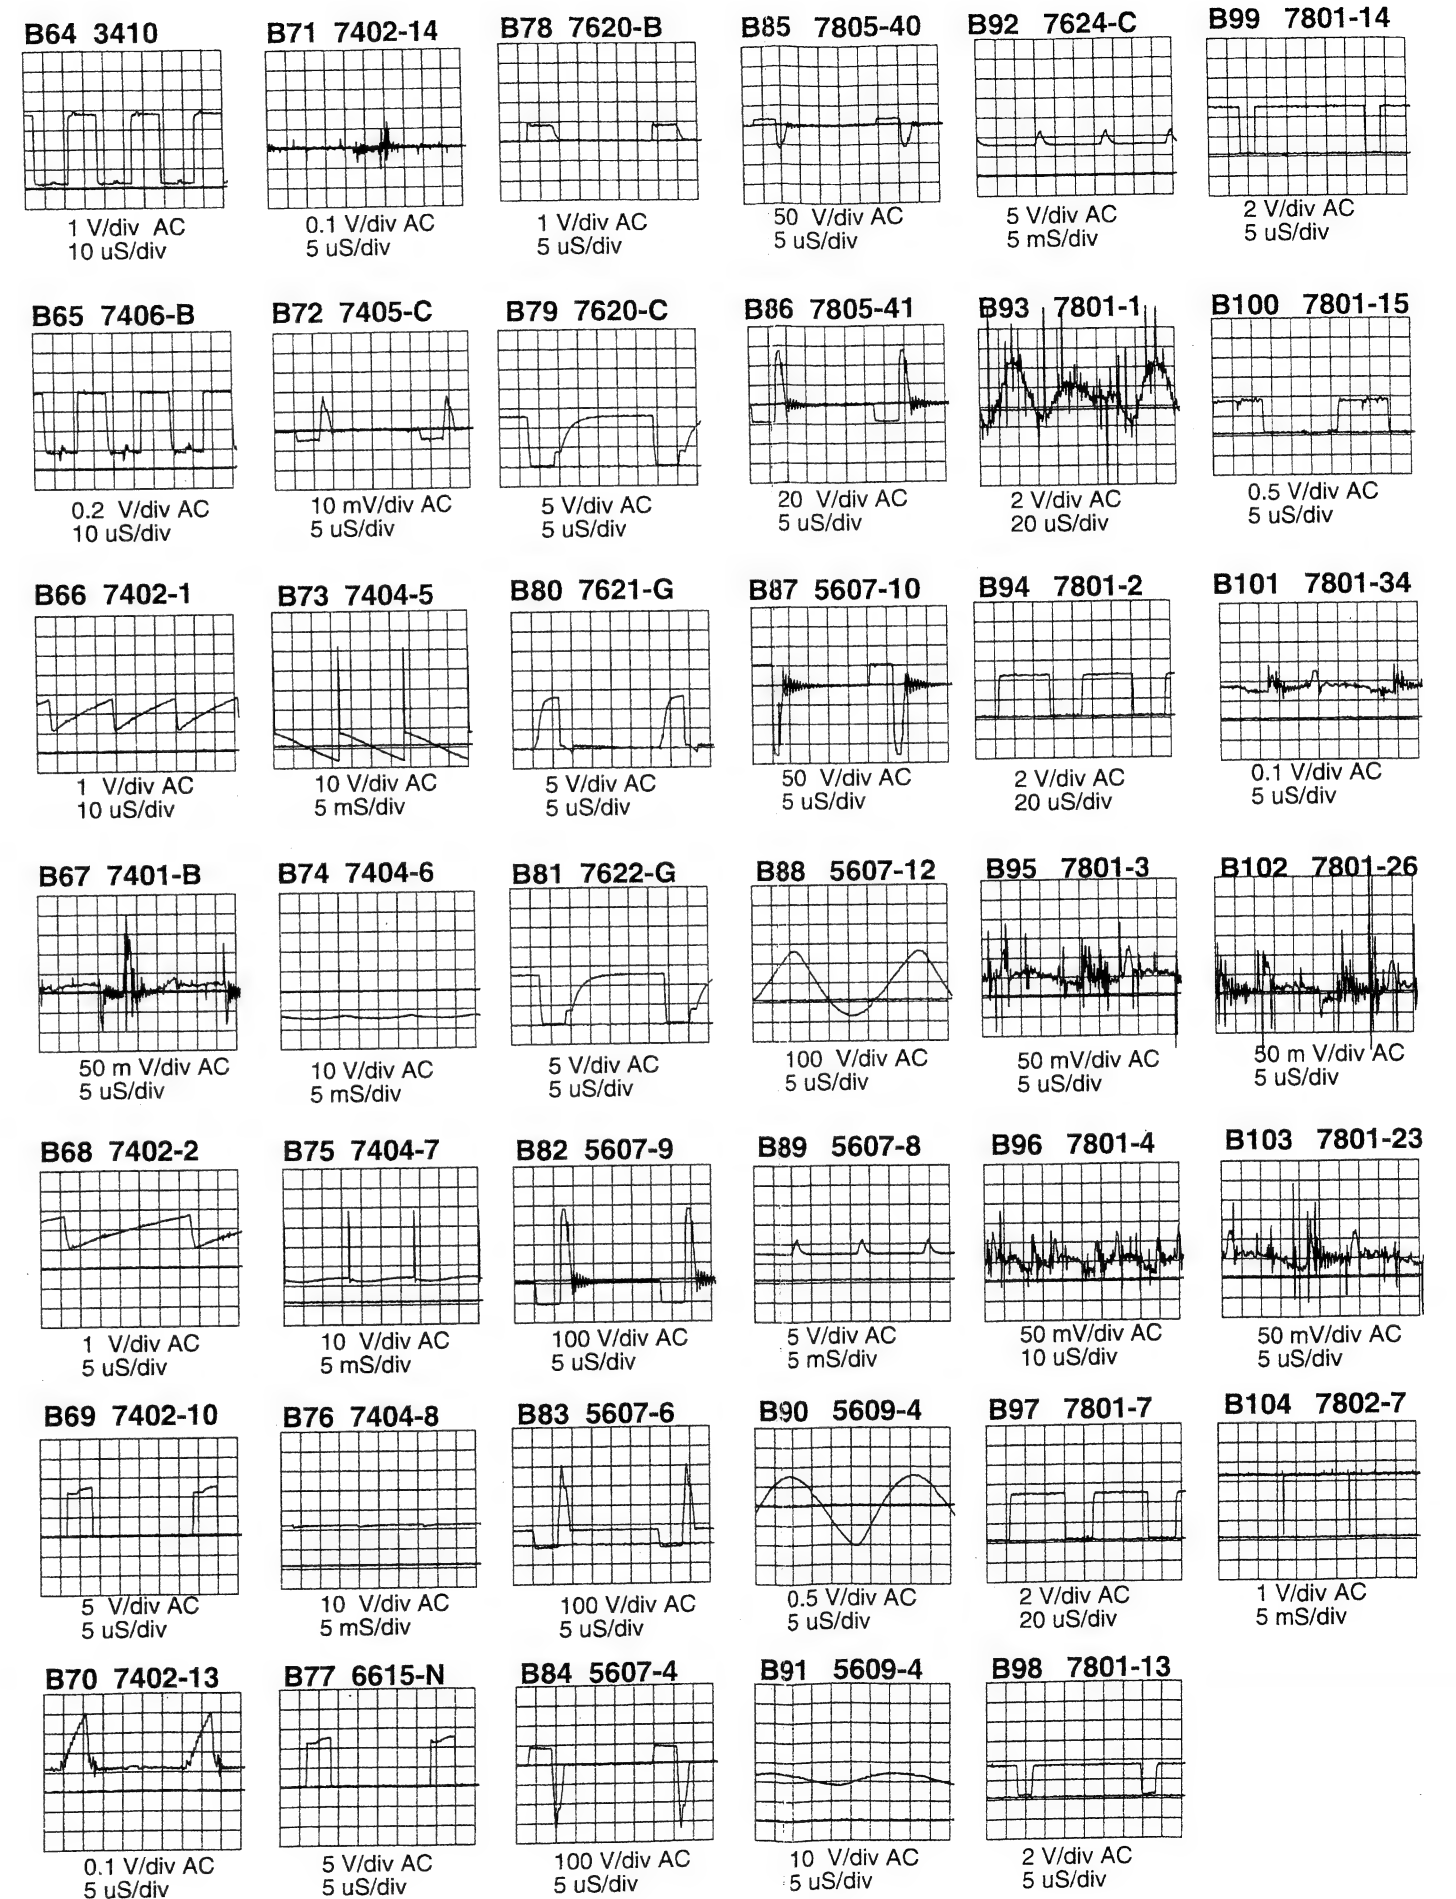 B64 3410
1 V/div AC
10 uS/div
B65 7406-B
0.2 V/div AC
10 uS/div
B66 7402-1
1 V/div AC
10 uS/div
B67 7401-B
50 m V/div AC
5 uS/div
B68 7402-2
1 V/div AC
5 uS/div
B69 7402-10
5 V/div AC
5 uS/div
B70 7402-13
0.1 V/div AC
5 uS/div
B71 7402-14
0.1 V/div AC
5 uS/div
B72 7405-C
10 mV/div AC
5 uS/div
B73 7404-5
10 V/div AC
5 mS/div
B74 7404-6
10 V/div AC
5 mS/div
B75 7404-7
10 V/div AC
5 mS/div
B76 7404-8
10 V/div AC
5 mS/div
B77 6615-N
5 V/div AC
5 uS/div
B78 7620-B
1 V/div AC
5 uS/div
B79 7620-C
5 V/div AC
5 uS/div
B80 7621-G
5 V/div AC
5 uS/div
B81 7622-G
5 V/div AC
5 uS/div
B82 5607-9
100 V/div AC
5 uS/div
B83 5607-6
100 V/div AC
5 uS/div
B84 5607-4
100 V/div AC
5 uS/div
B85 7805-40
50 V/div AC
5 uS/div
B86 7805-41
20 V/div AC
5 uS/div
B87 5607-10
50 V/div AC
5 uS/div
B88 5607-12
100 V/div AC
5 uS/div
B89 5607-8
5 V/div AC
5 mS/div
B90 5609-4
0.5 V/div AC
5 uS/div
B91 5609-4
10 V/div AC
5 uS/div
B92 7624-C
5 V/div AC
5 mS/div
B93 7801-1
2 V/div AC
20 uS/div
B94 7801-2
2 V/div AC
20 uS/div
B95 7801-3
50 mV/div AC
5 uS/div
B96 7801-4
50 mV/div AC
10 uS/div
B97 7801-7
2 V/div AC
20 uS/div
B98 7801-13
2 V/div AC
5 uS/div
B99 7801-14
2 V/div AC
5 uS/div
B100 7801-15
0.5 V/div AC
5 uS/div
B101 7801-34
0.1 V/div AC
5 uS/div
B102 7801-26
50 m V/div AC
5 uS/div
B103 7801-23
50 mV/div AC
5 uS/div
B104 7802-7
1 V/div AC
5 mS/div